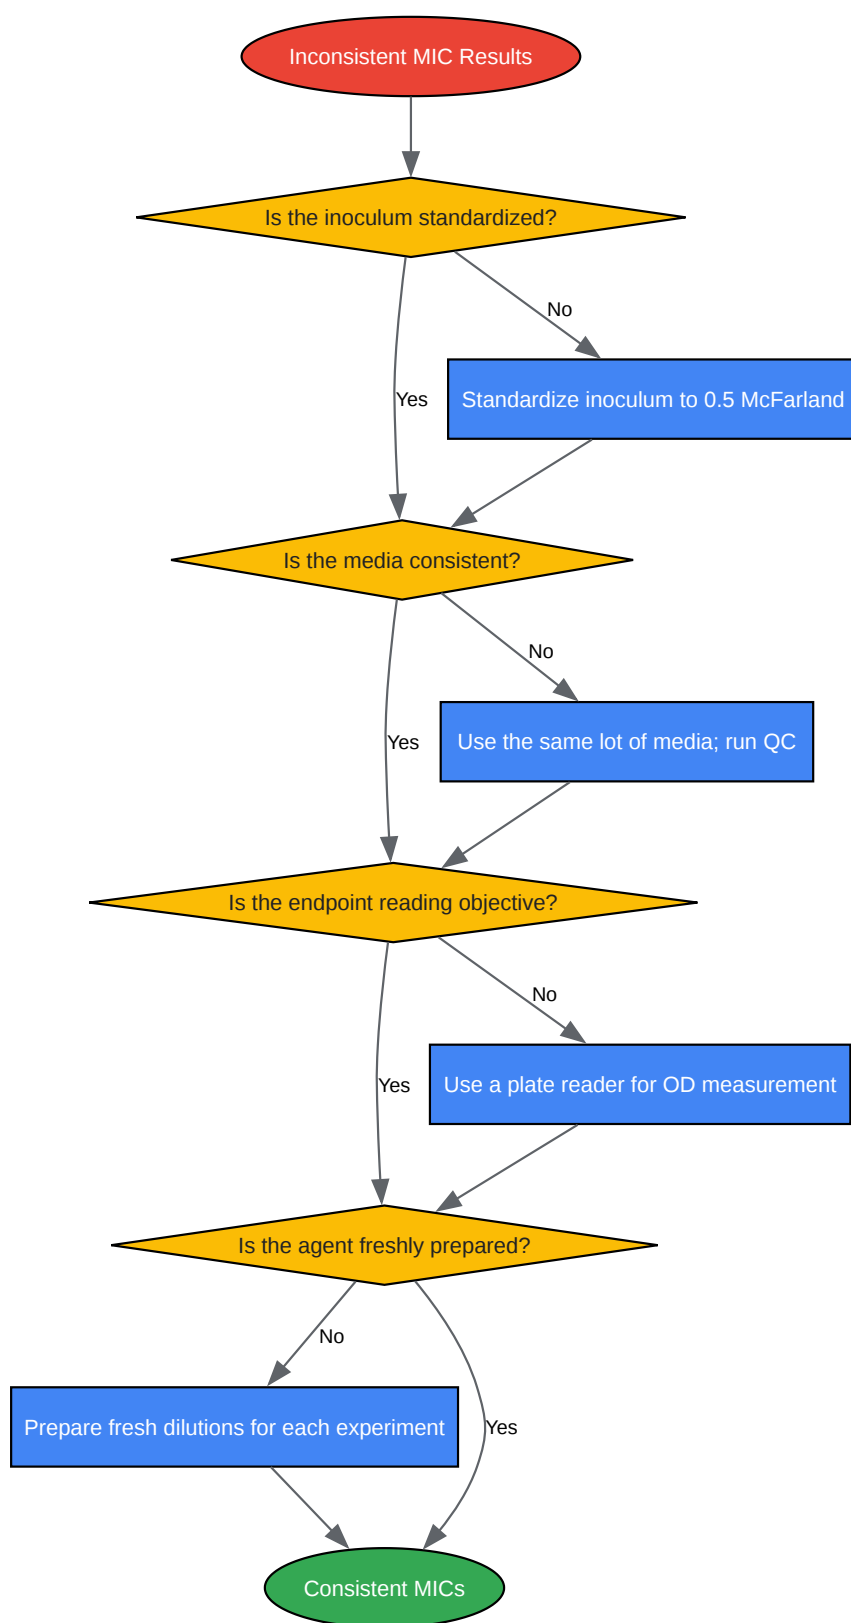 Inconsistent MIC Results
Is the inoculum standardized?
No
Yes
Standardize inoculum to 0.5 McFarland
Is the media consistent?
No
Yes
Use the same lot of media; run QC
Is the endpoint reading objective?
No
Yes
Use a plate reader for OD measurement
Is the agent freshly prepared?
No
Prepare fresh dilutions for each experiment
Yes
Consistent MICs